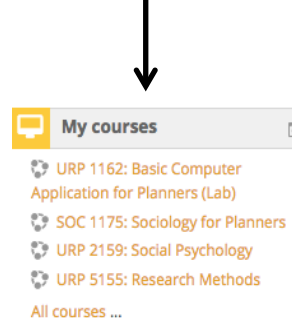 My courses
URP 1162: Basic Computer
Application for Planners (Lab)
SOC 1175: Sociology for Planners
URP 2159: Social Psychology
URP 5155: Research Methods
All courses ...